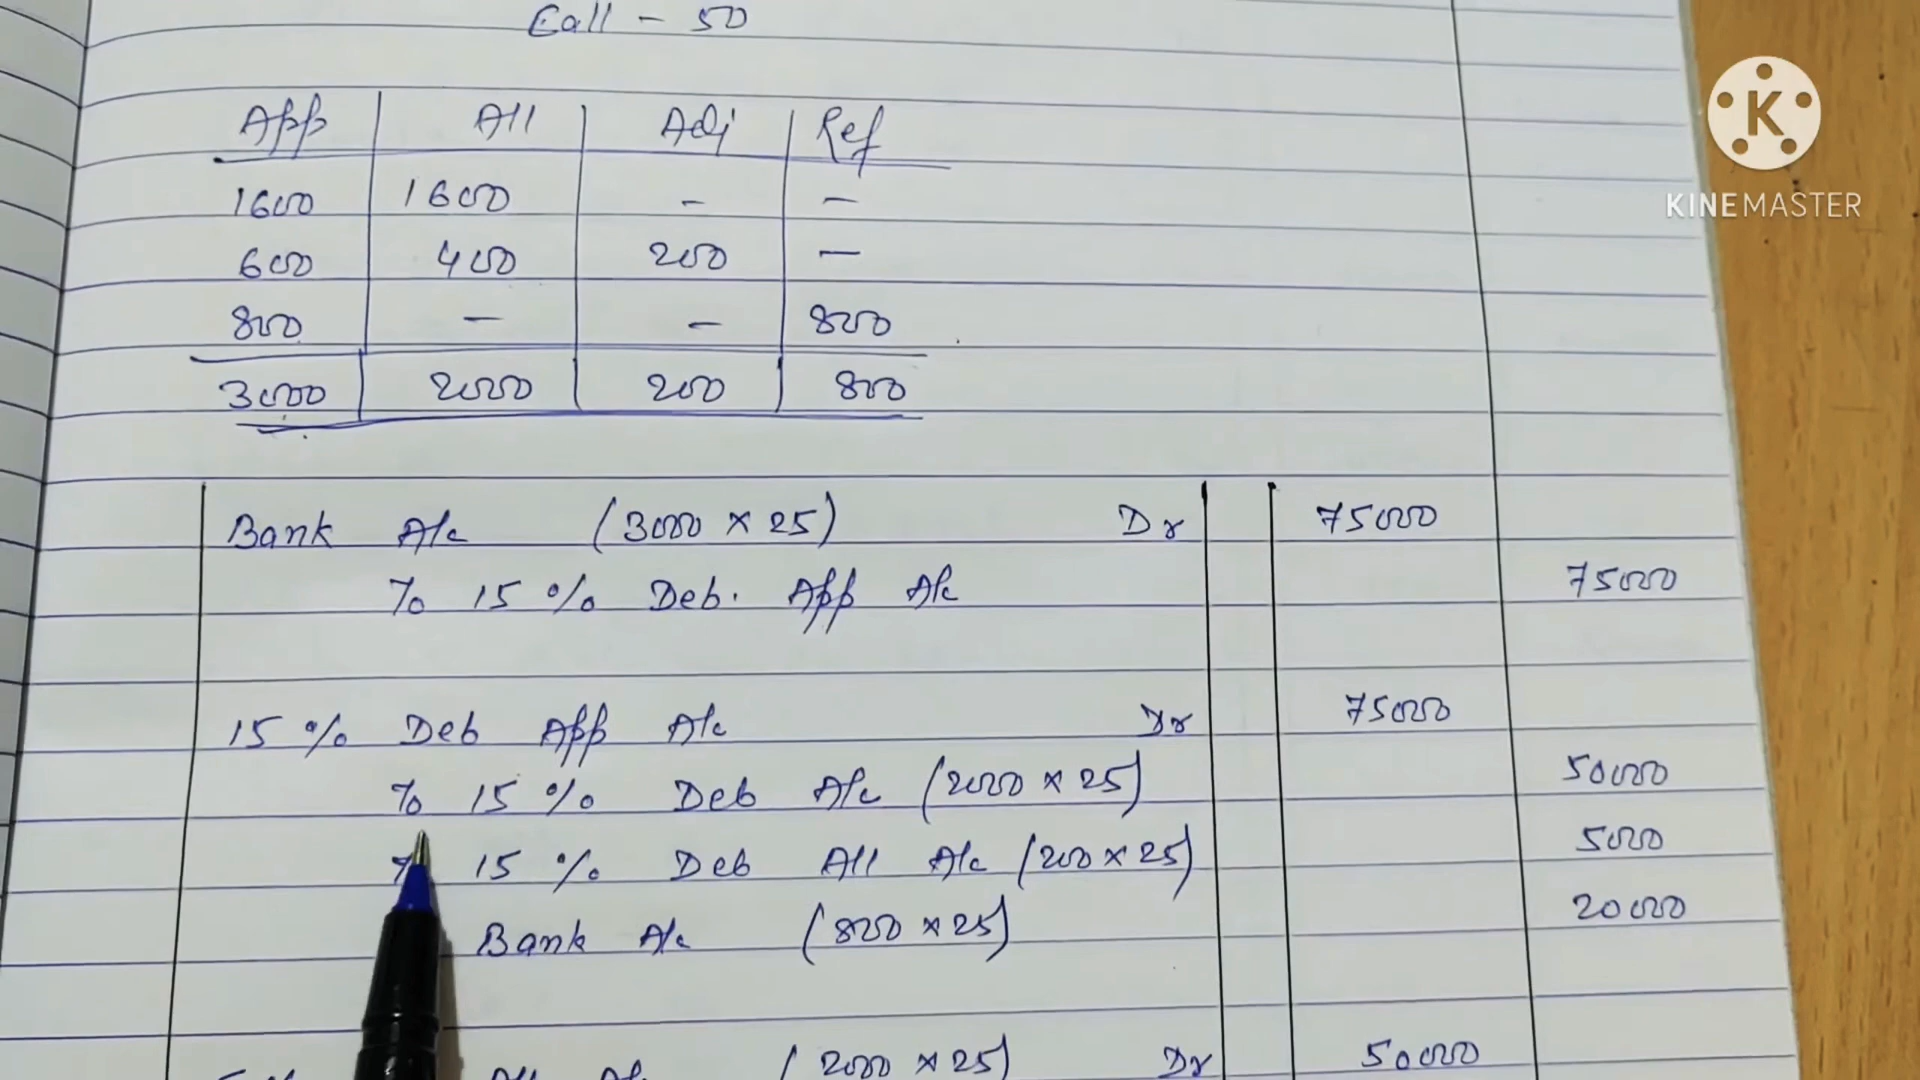 Call - 50
App All Adj Ref
1600 1600 - -
600 400 200 -
800 - - 800
3000 2000 200 800
Bank A/c (3000 × 25) Dr 75000
To 15 % Deb. App A/c 75000
15 % Deb App A/c Dr 75000
To 15 % Deb A/c (2000 × 25) 50000
To 15 % Deb All A/c (200 × 25) 5000
Bank A/c (800 × 25) 20000
(2000 × 25) Dr 50000
K
KINEMASTER